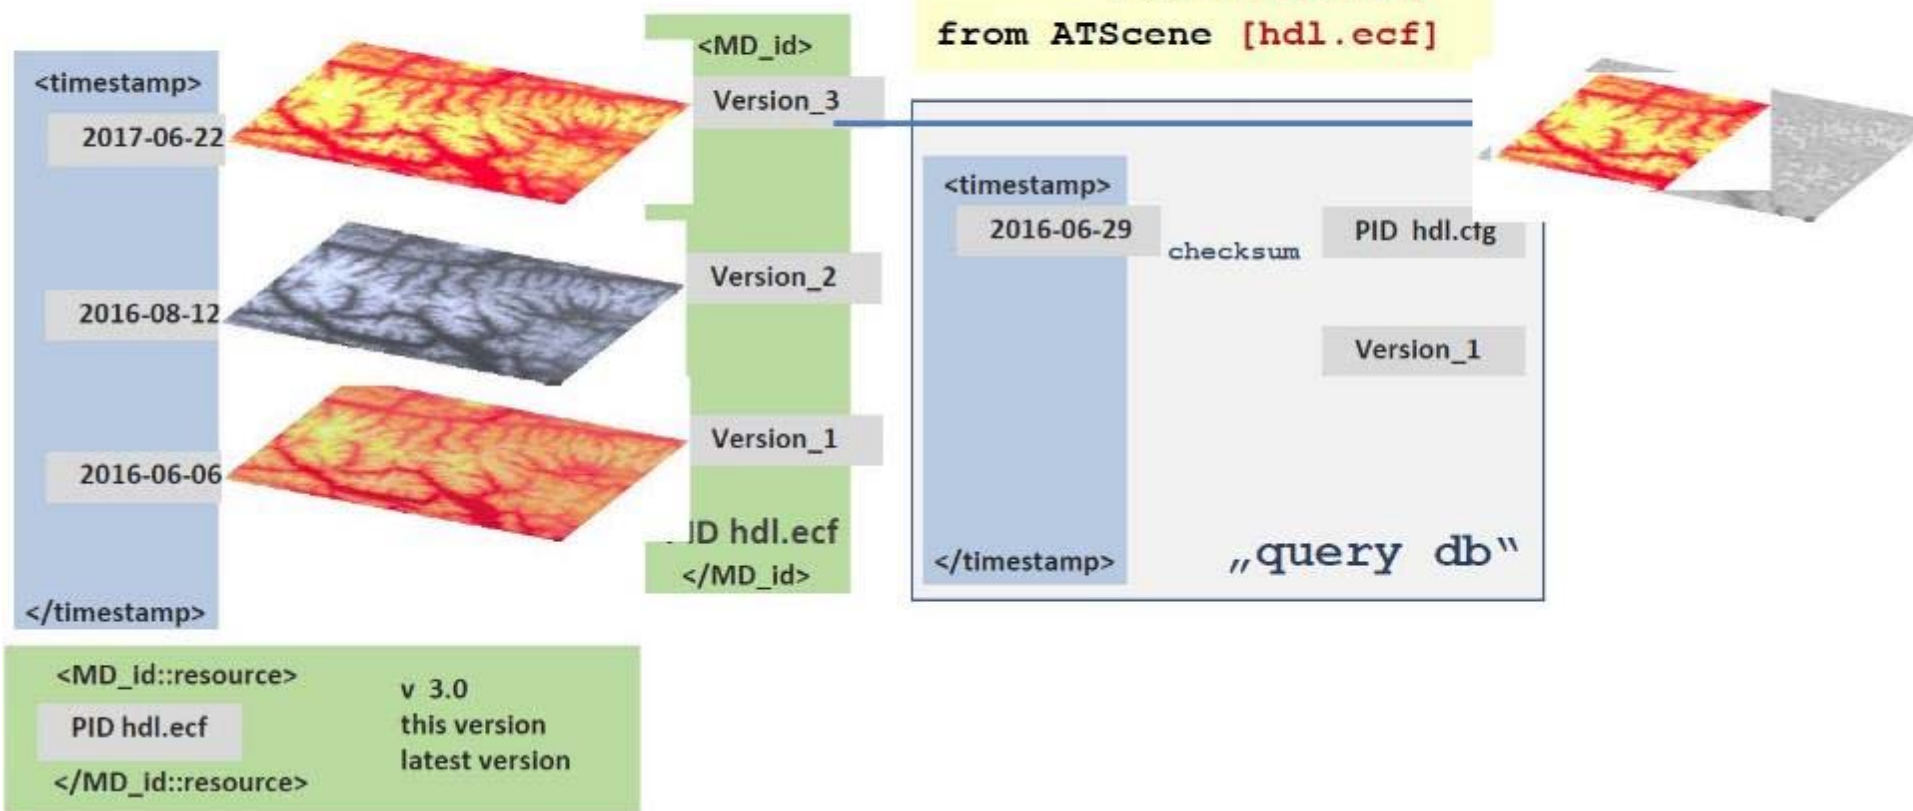 from ATScene [hdl.ecf]
<timestamp>
2017-06-22
2016-08-12
2016-06-06
</timestamp>
<MD_id>
Version_3
Version_2
Version_1
hdl.ecf
</MD_id>
<timestamp>
2016-06-29
</timestamp>
checksum
PID hdl.ctg
Version_1
„query db“
<MD_id::resource>
PID hdl.ecf
</MD_id::resource>
v 3.0
this version
latest version